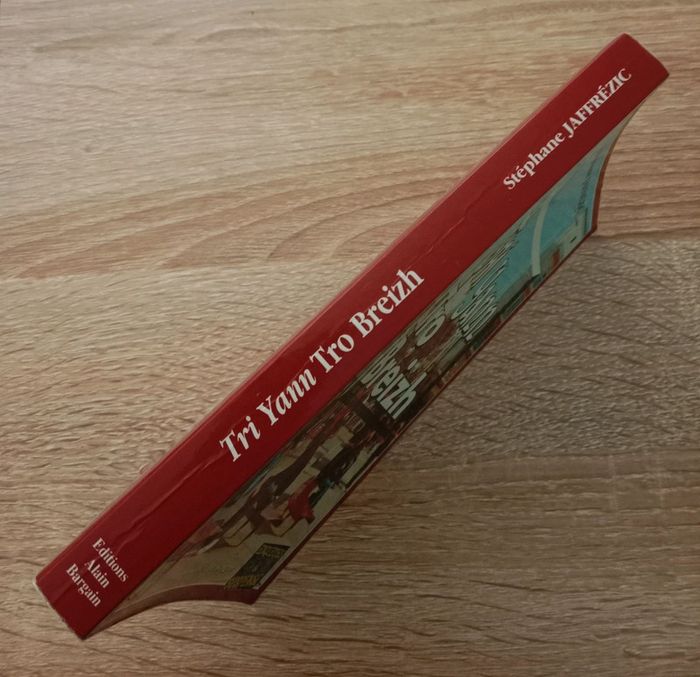 Stéphane JAFFRÉZIC
Tri Yann Tro Breizh
Editions
Alain
Bargain